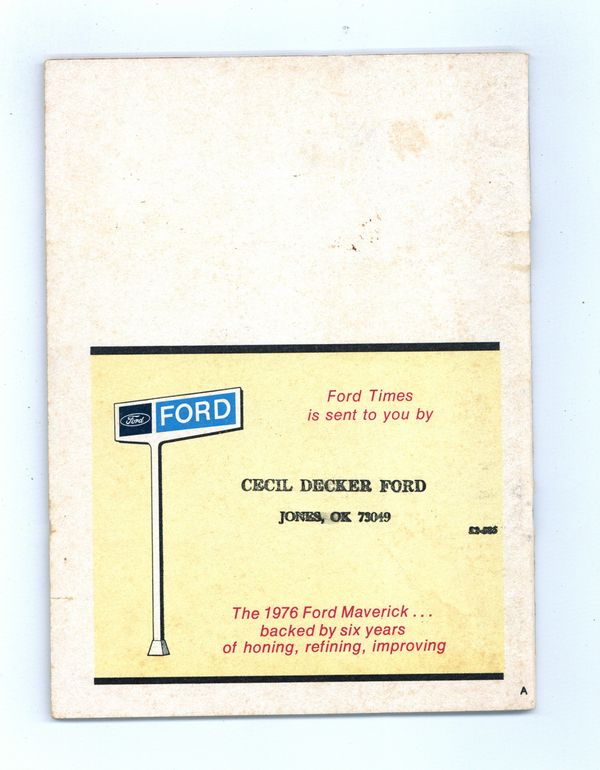 Ford FORD
Ford Times
is sent to you by
CECIL DECKER FORD
JONES, OK 73049
The 1976 Ford Maverick...
backed by six years
of honing, refining, improving
A